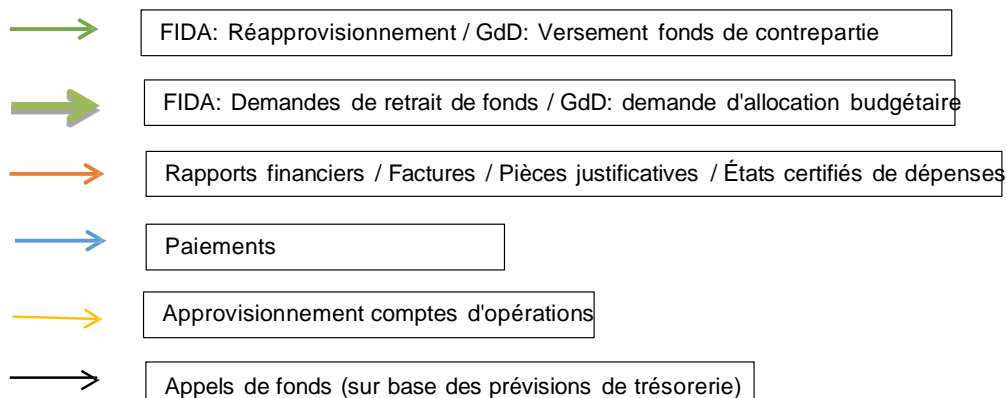 FIDA: Réapprovisionnement / GdD: Versement fonds de contrepartie
FIDA: Demandes de retrait de fonds / GdD: demande d'allocation budgétaire
Rapports financiers / Factures / Pièces justificatives / États certifiés de dépenses
Paiements
Approvisionnement comptes d'opérations
Appels de fonds (sur base des prévisions de trésorerie)